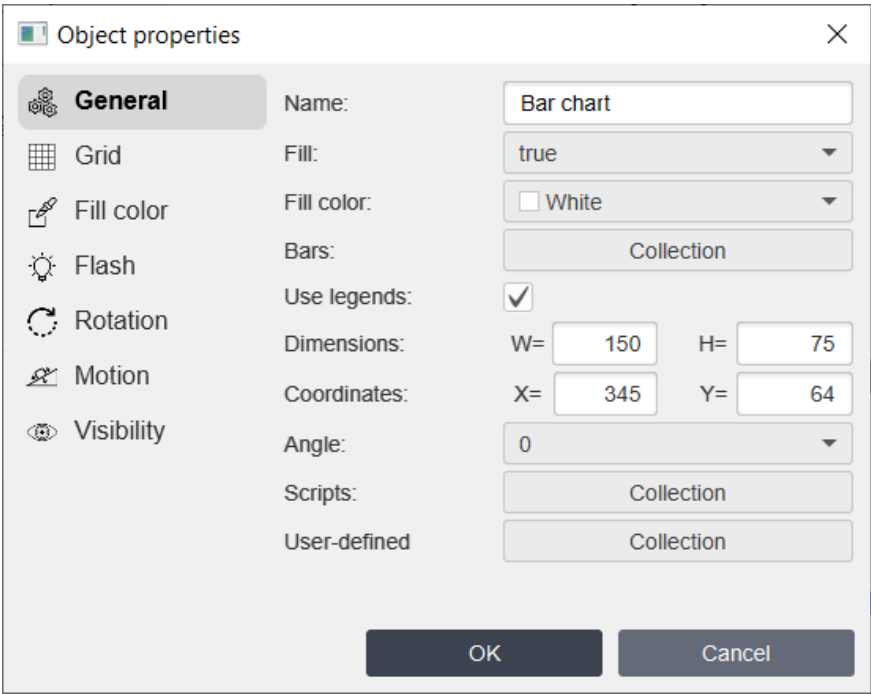 Object properties
General
Grid
Fill color
Flash
Rotation
Motion
Visibility
Name: Bar chart
Fill: true
Fill color: White
Bars: Collection
Use legends:
Dimensions: W= 150 H= 75
Coordinates: X= 345 Y= 64
Angle: 0
Scripts: Collection
User-defined Collection
OK Cancel